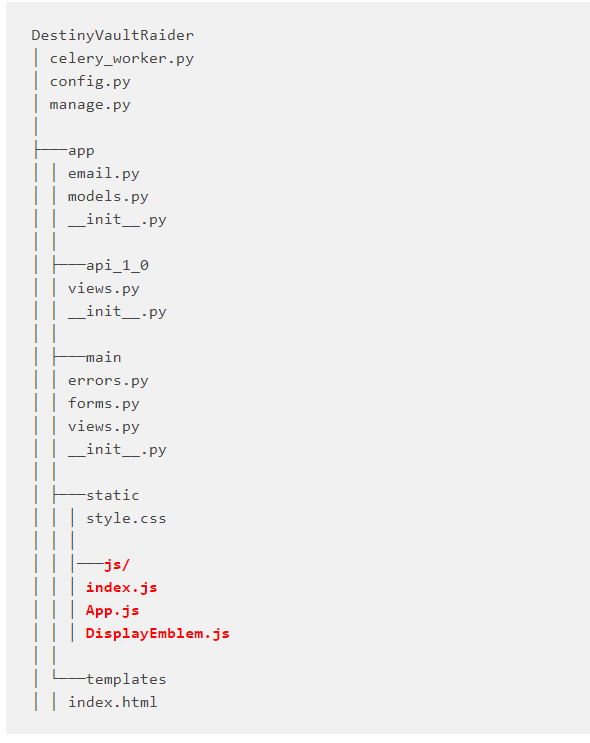 DestinyVaultRaider
│ celery_worker.py
│ config.py
│ manage.py
│
├───app
│ │ email.py
│ │ models.py
│ │ __init__.py
│ │
│ ├───api_1_0
│ │ views.py
│ │ __init__.py
│ │
│ ├───main
│ │ errors.py
│ │ forms.py
│ │ views.py
│ │ __init__.py
│ │
│ ├───static
│ │ │ style.css
│ │ │
│ │ │───js/
│ │ │ index.js
│ │ │ App.js
│ │ │ DisplayEmblem.js
│ │
│ └───templates
│ │ index.html